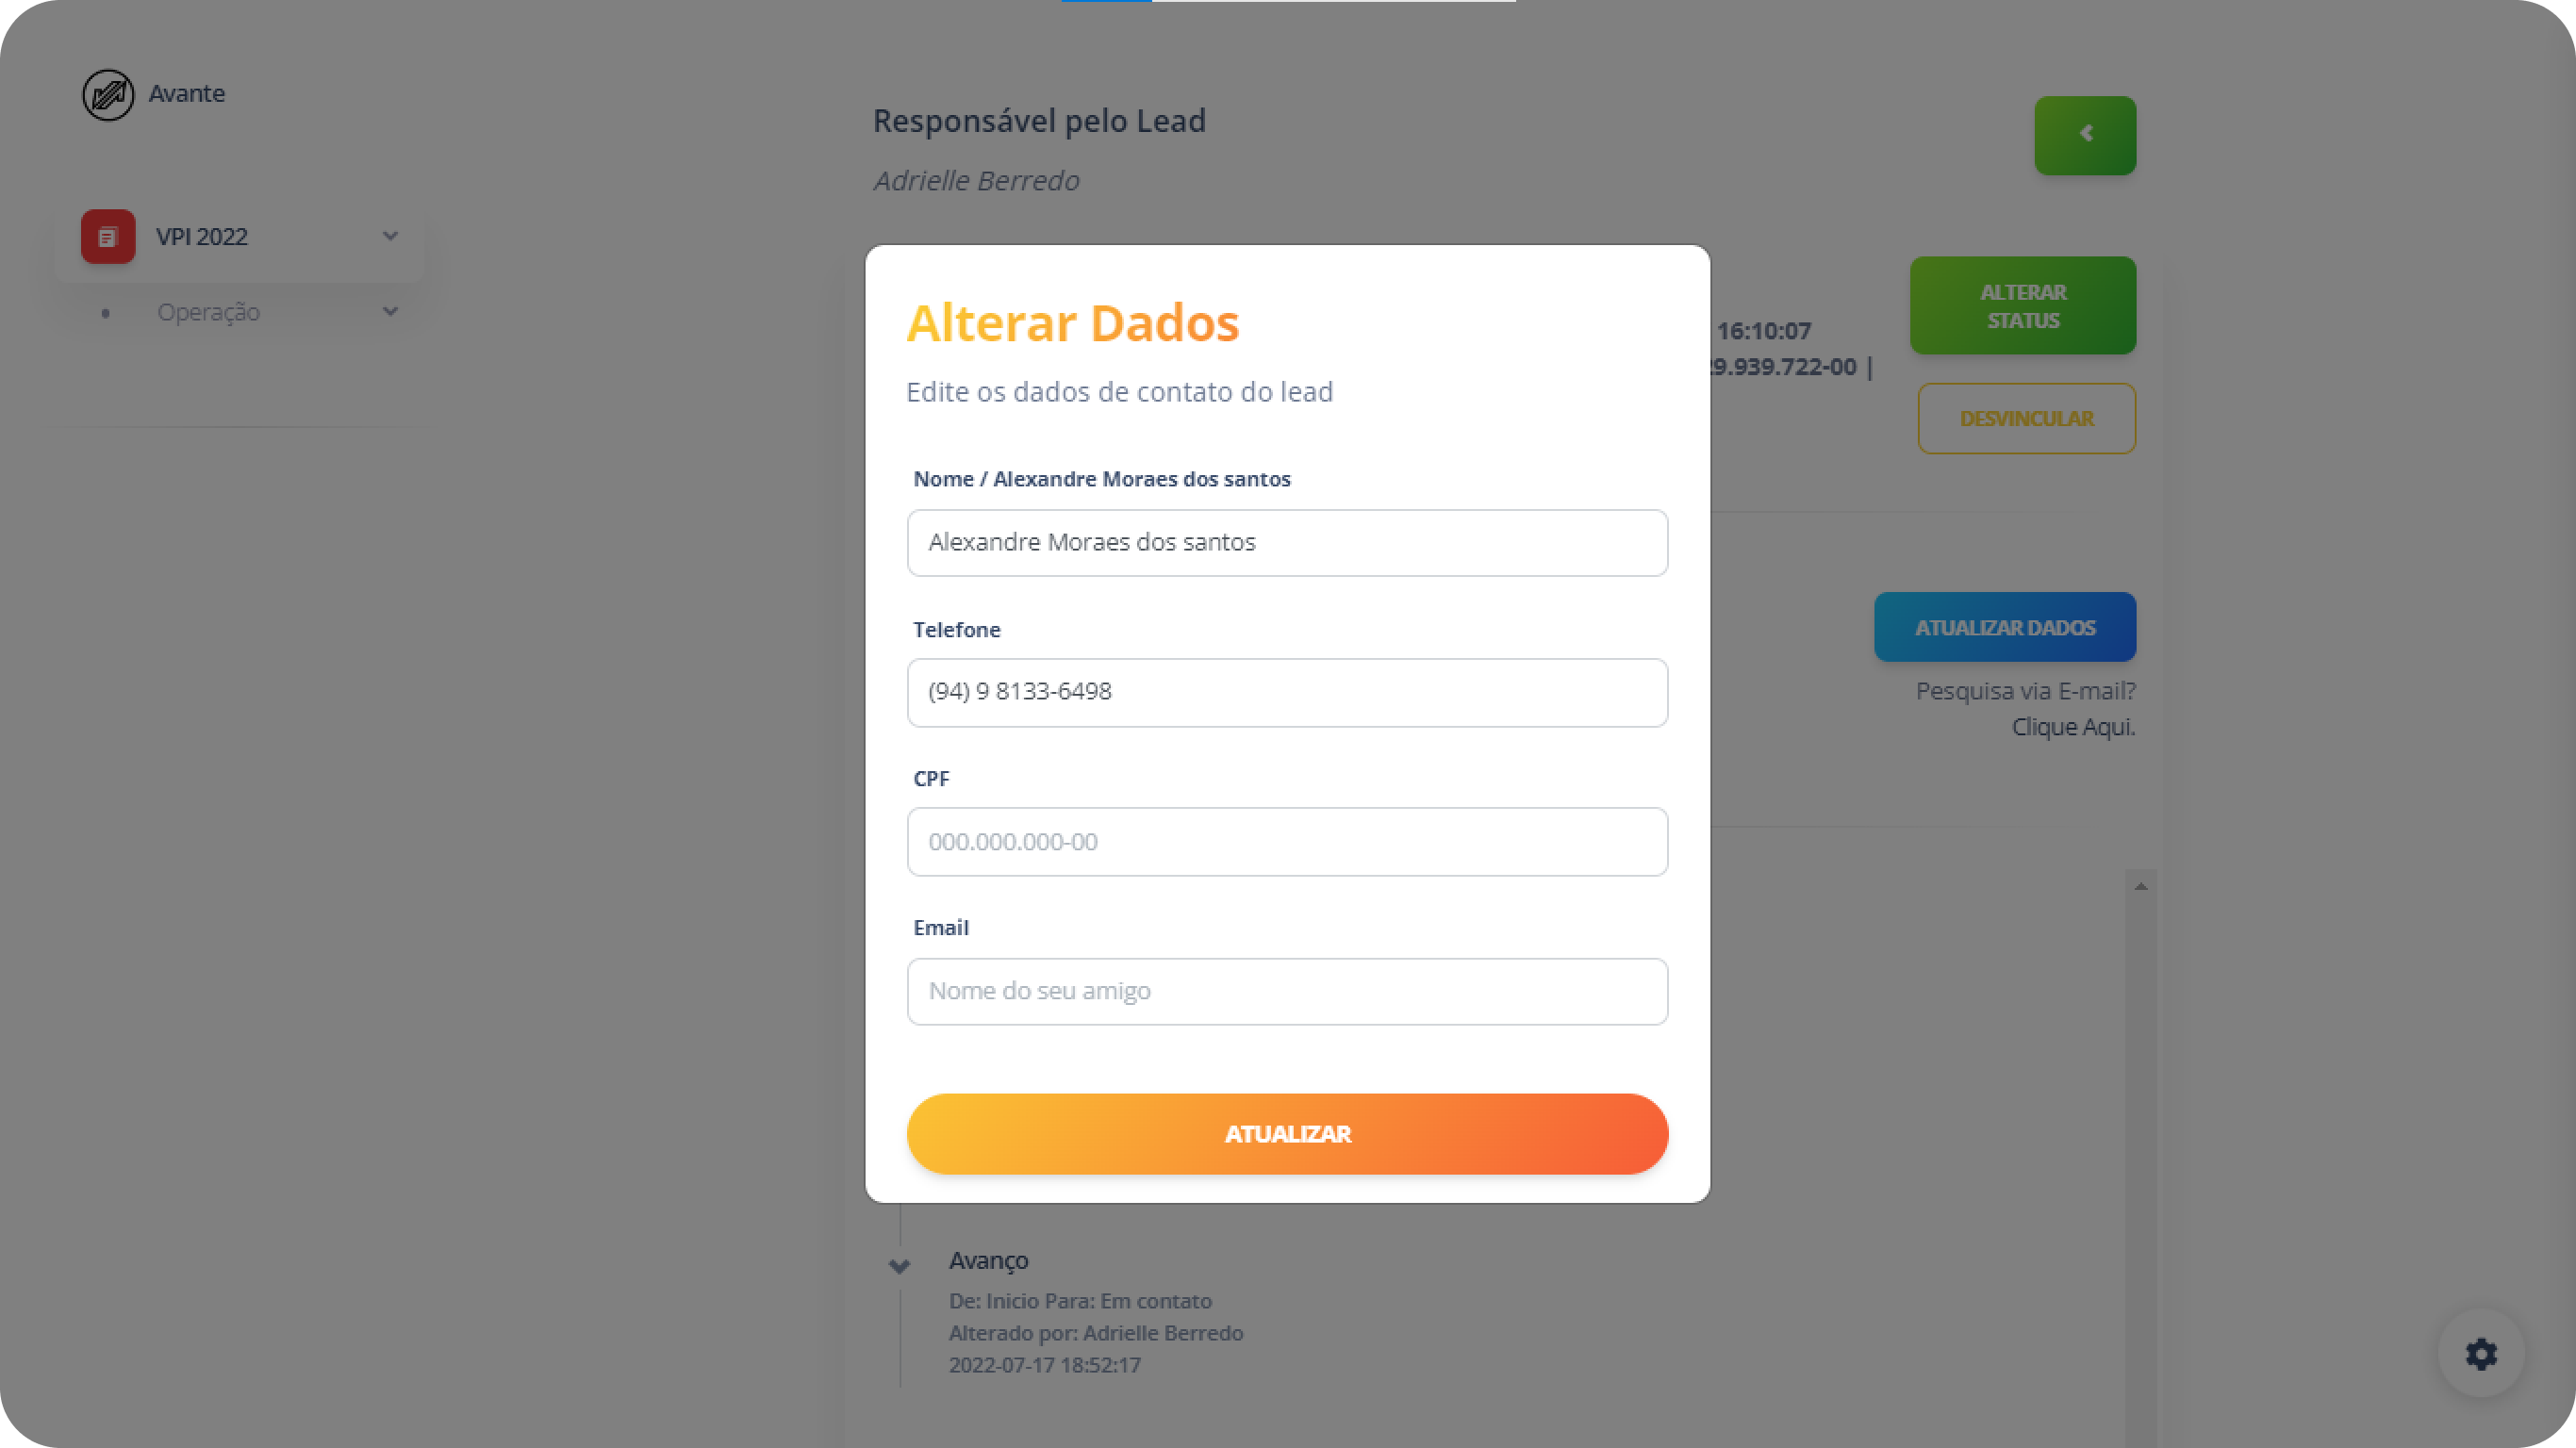 Avante
VPI 2022
Operação
Responsável pelo Lead
Adrielle Berredo
16:10:07
29.939.722-00 |
ALTERAR
STATUS
DESVINCULAR
ATUALIZAR DADOS
Pesquisa via E-mail?
Clique Aqui.
Alterar Dados
Edite os dados de contato do lead
Nome / Alexandre Moraes dos santos
Alexandre Moraes dos santos
Telefone
(94) 9 8133-6498
CPF
000.000.000-00
Email
Nome do seu amigo
ATUALIZAR
Avanço
De: Inicio Para: Em contato
Alterado por: Adrielle Berredo
2022-07-17 18:52:17